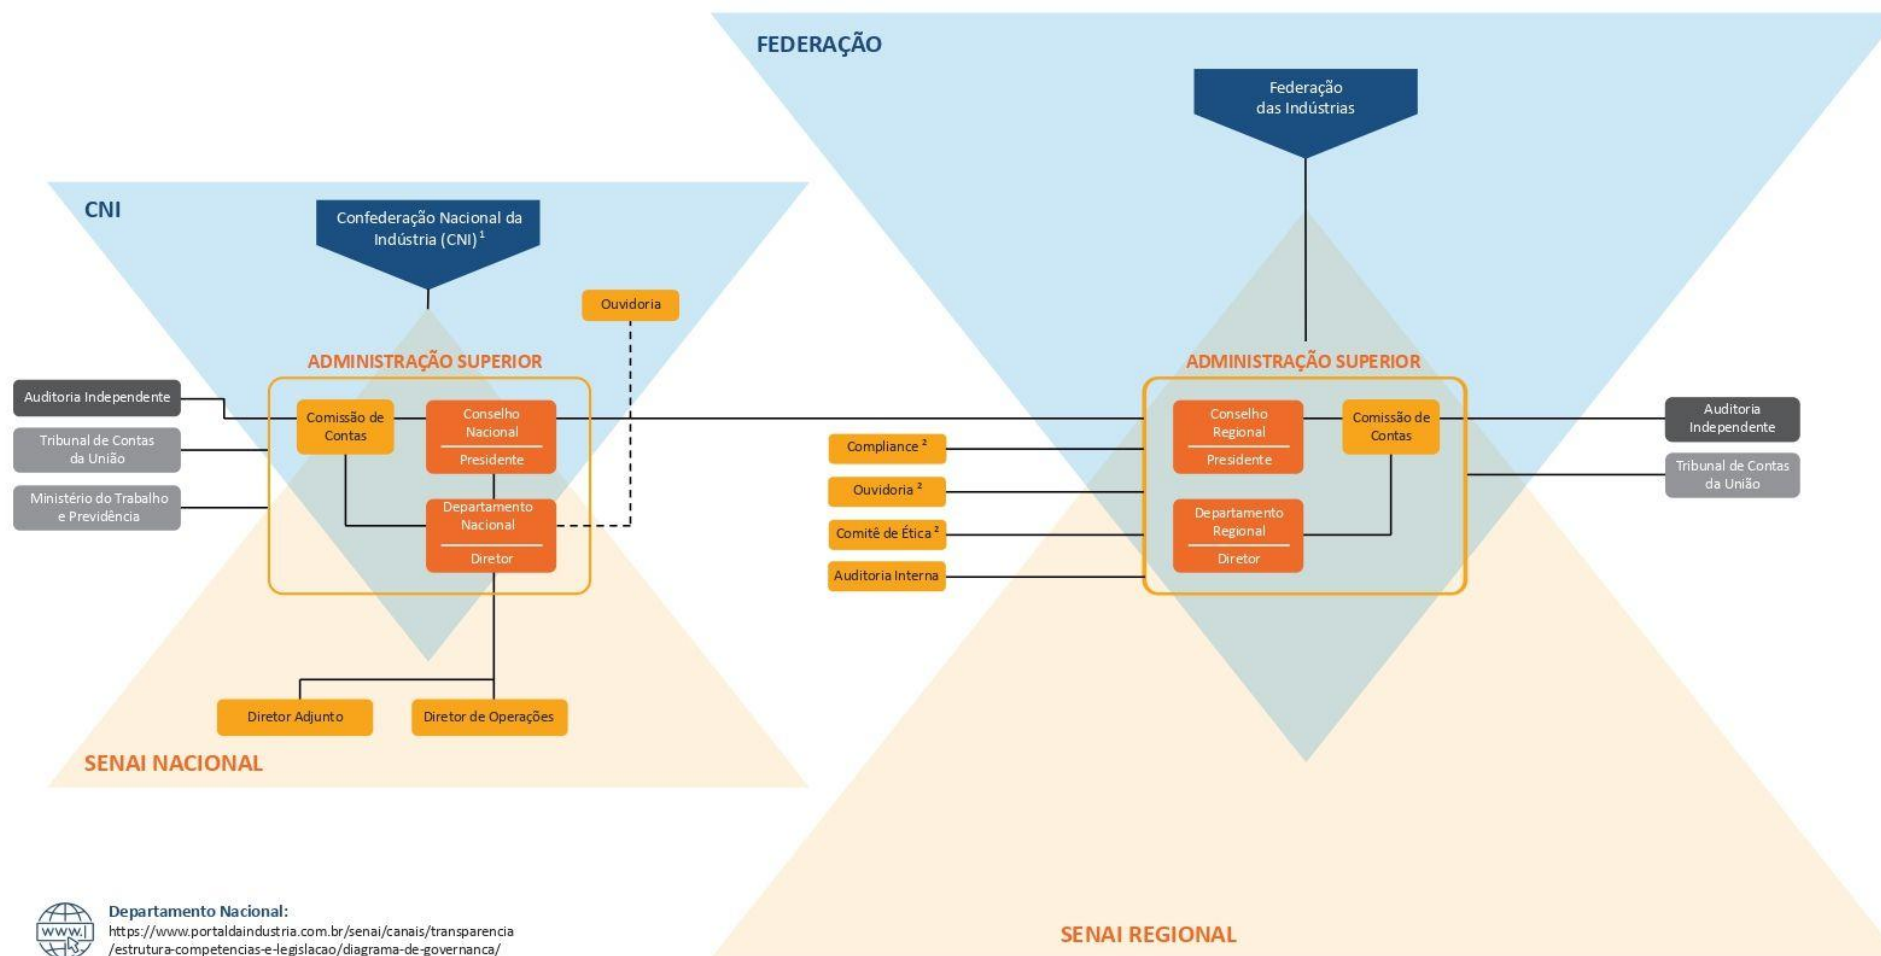 FEDERAÇÃO
Federação
das Indústrias
CNI
Confederação Nacional da
Indústria (CNI) ¹
Ouvidoria
ADMINISTRAÇÃO SUPERIOR
Auditoria Independente
Tribunal de Contas
da União
Ministério do Trabalho
e Previdência
Comissão de
Contas
Conselho
Nacional
Presidente
Departamento
Nacional
Diretor
Diretor Adjunto
Diretor de Operações
SENAI NACIONAL
ADMINISTRAÇÃO SUPERIOR
Compliance ²
Ouvidoria ²
Comitê de Ética ²
Auditoria Interna
Conselho
Regional
Presidente
Departamento
Regional
Diretor
Comissão de
Contas
Auditoria
Independente
Tribunal de Contas
da União
SENAI REGIONAL
www.
Departamento Nacional:
https://www.portaldaindustria.com.br/senai/canais/transparencia
/estrutura-competencias-e-legislacao/diagrama-de-governanca/